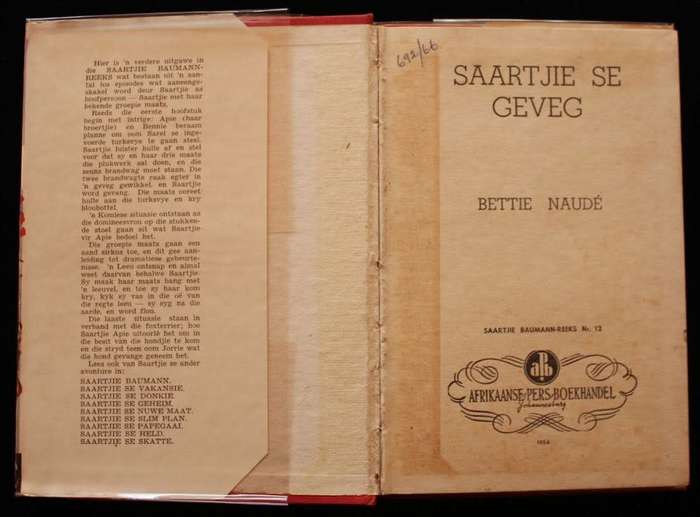 Hier is 'n verdere uitgawe in
die SAARTJIE BAUMANN-
REEKS wat bestaan uit 'n aan-
tal los episodes wat aaneenge-
skakel word deur Saartjie as
hoofpersoon — Saartjie met haar
bekende groepie maats.
Reeds die eerste hoofstuk
begin met intrige: Apie (haar
broertjie) en Bennie beraam
planne om oom Sarel se inge-
voerde turksvye te gaan steel.
Saartjie luister hulle af en stel
voor dat sy en haar drie maats
die plukwerk sal doen, en die
seuns brandwag moet staan. Die
twee brandwagte raak egter in
'n geveg gewikkel en Saartjie
word gevang. Die maats ooreet
hulle aan die turksvye en kry
bloubottel.
'n Komiese situasie ontstaan as
die domineesvrou op die stukken-
de stoel gaan sit wat Saartjie
vir Apie bedoel het.
Die groepie maats gaan een
aand sirkus toe, en dit gee aan-
leiding tot dramatiese gebeurte-
nisse. 'n Leeu ontsnap en almal
weet daarvan behalwe Saartjie.
Sy maak haar maats bang met
'n leeuvel, en toe sy haar kom
kry, kyk sy vas in die oë van
die regte leeu — sy syg na die
aarde, en word flou.
Die laaste situasie staan in
verband met die foxterrier; hoe
Saartjie Apie uitoorlê het om in
die besit van die hondjie te kom
en die stryd teen oom Jorrie wat
die hond gevange geneem het.
Lees ook van Saartjie se ander
avonture in:
SAARTJIE BAUMANN.
SAARTJIE SE VAKANSIE.
SAARTJIE SE DONKIE
SAARTJIE SE GEHEIM.
SAARTJIE SE NUWE MAAT.
SAARTJIE SE SLIM PLAN.
SAARTJIE SE PAPEGAAI.
SAARTJIE SE HELD.
SAARTJIE SE SKATTE.
692/66
SAARTJIE SE
GEVEG
BETTIE NAUDÉ
SAARTJIE BAUMANN-REEKS Nr. 12
APB
AFRIKAANSE PERS BOEKHANDEL
Johannesburg